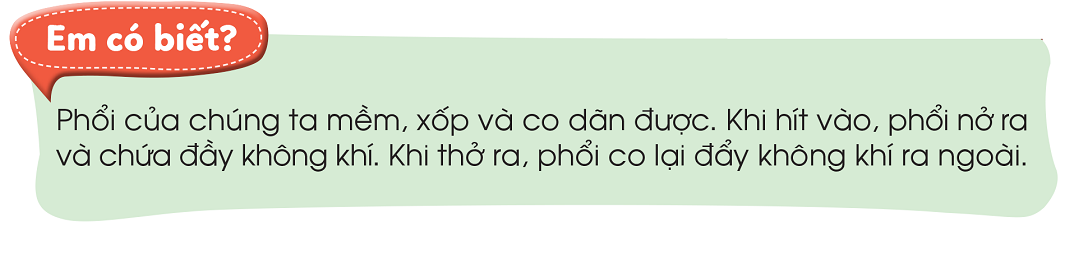 Em có biết?
Phổi của chúng ta mềm, xốp và co dãn được. Khi hít vào, phổi nở ra
và chứa đầy không khí. Khi thở ra, phổi co lại đẩy không khí ra ngoài.